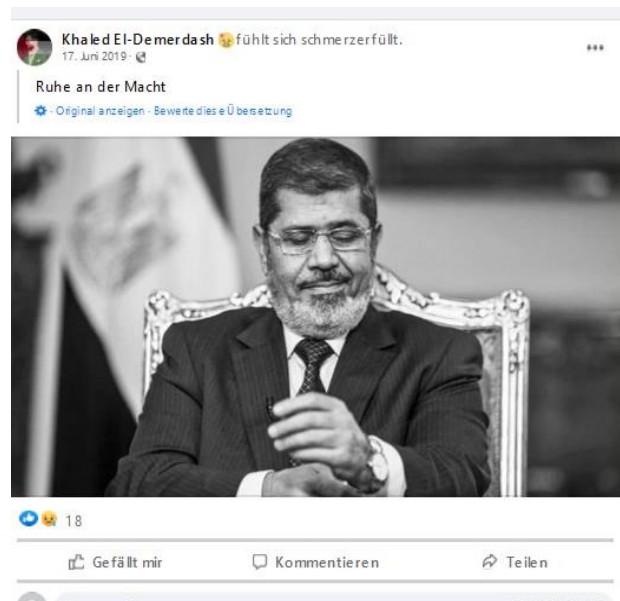 Khaled El-Demerdash fühlt sich schmerzerfüllt.
17. Juni 2019 ·
Ruhe an der Macht
· Original anzeigen · Bewerte diese Übersetzung
18
Gefällt mir Kommentieren Teilen